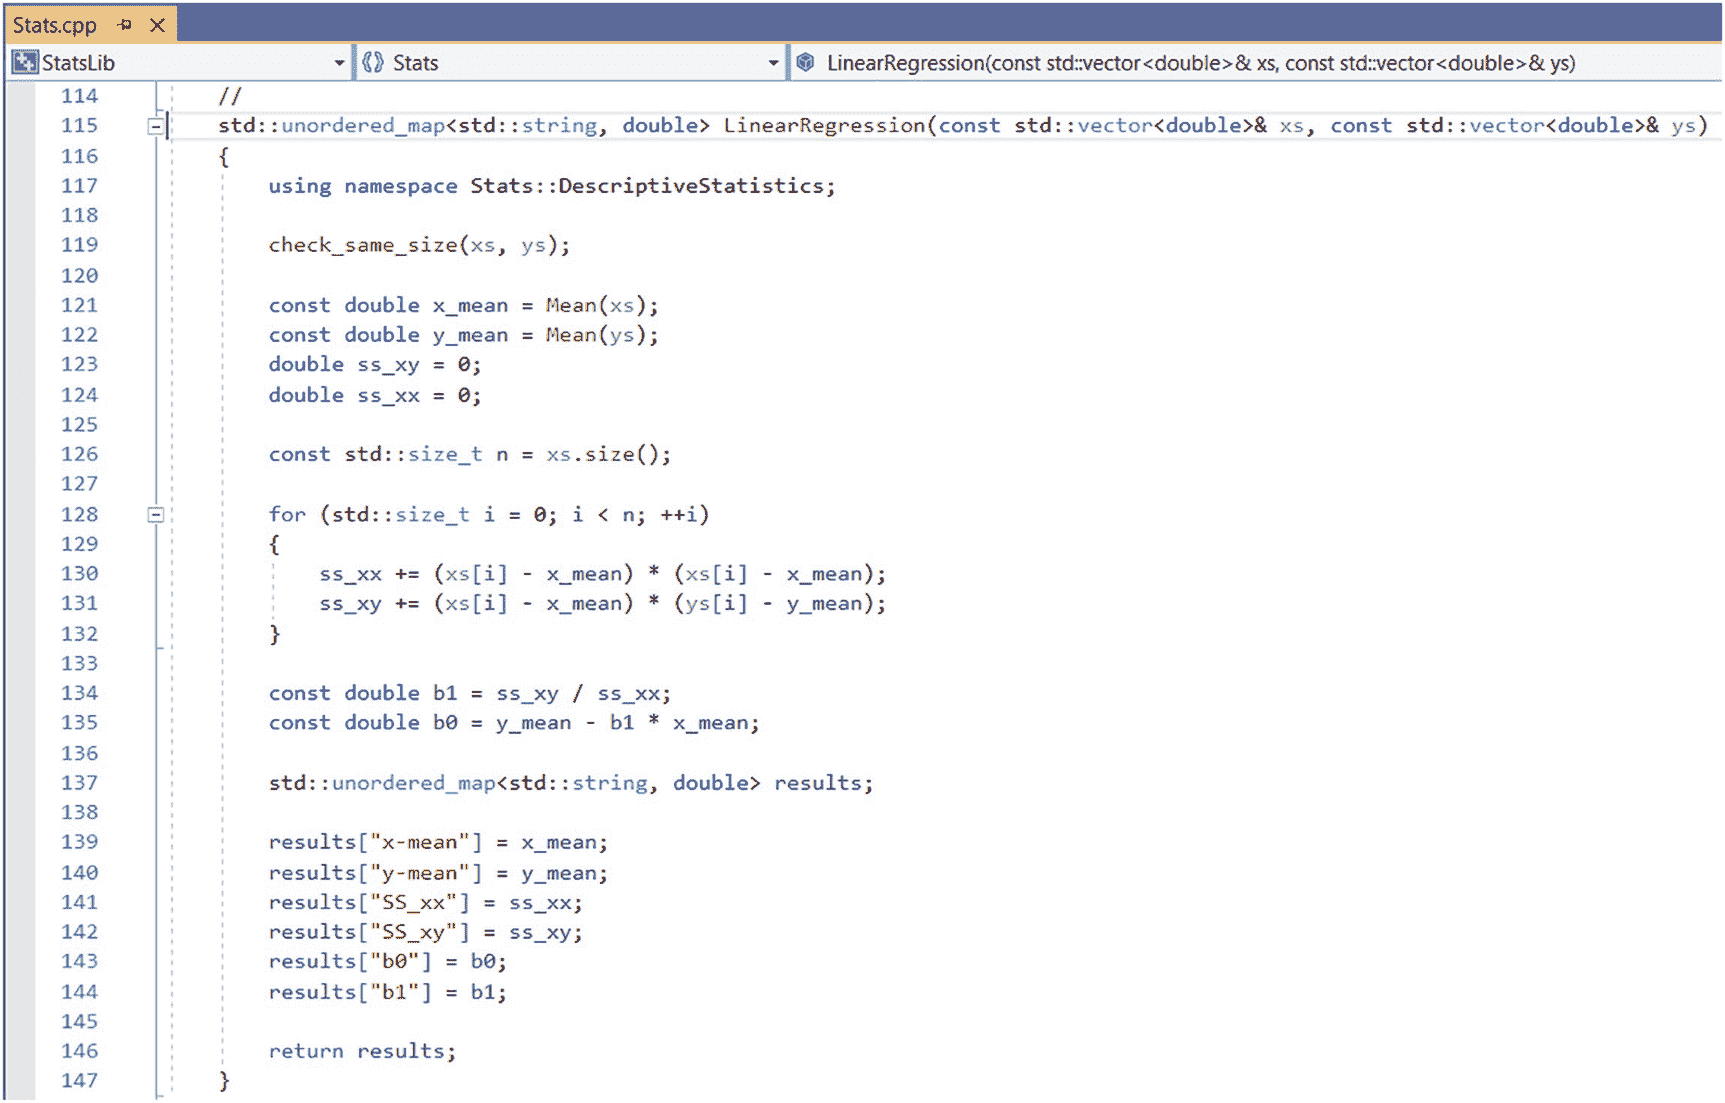 Stats.cpp
StatsLib
Stats
LinearRegression(const std::vector<double>& xs, const std::vector<double>& ys)
114 //
115 std::unordered_map<std::string, double> LinearRegression(const std::vector<double>& xs, const std::vector<double>& ys)
116 {
117     using namespace Stats::DescriptiveStatistics;
118
119     check_same_size(xs, ys);
120
121     const double x_mean = Mean(xs);
122     const double y_mean = Mean(ys);
123     double ss_xy = 0;
124     double ss_xx = 0;
125
126     const std::size_t n = xs.size();
127
128     for (std::size_t i = 0; i < n; ++i)
129     {
130         ss_xx += (xs[i] - x_mean) * (xs[i] - x_mean);
131         ss_xy += (xs[i] - x_mean) * (ys[i] - y_mean);
132     }
133
134     const double b1 = ss_xy / ss_xx;
135     const double b0 = y_mean - b1 * x_mean;
136
137     std::unordered_map<std::string, double> results;
138
139     results["x-mean"] = x_mean;
140     results["y-mean"] = y_mean;
141     results["SS_xx"] = ss_xx;
142     results["SS_xy"] = ss_xy;
143     results["b0"] = b0;
144     results["b1"] = b1;
145
146     return results;
147 }